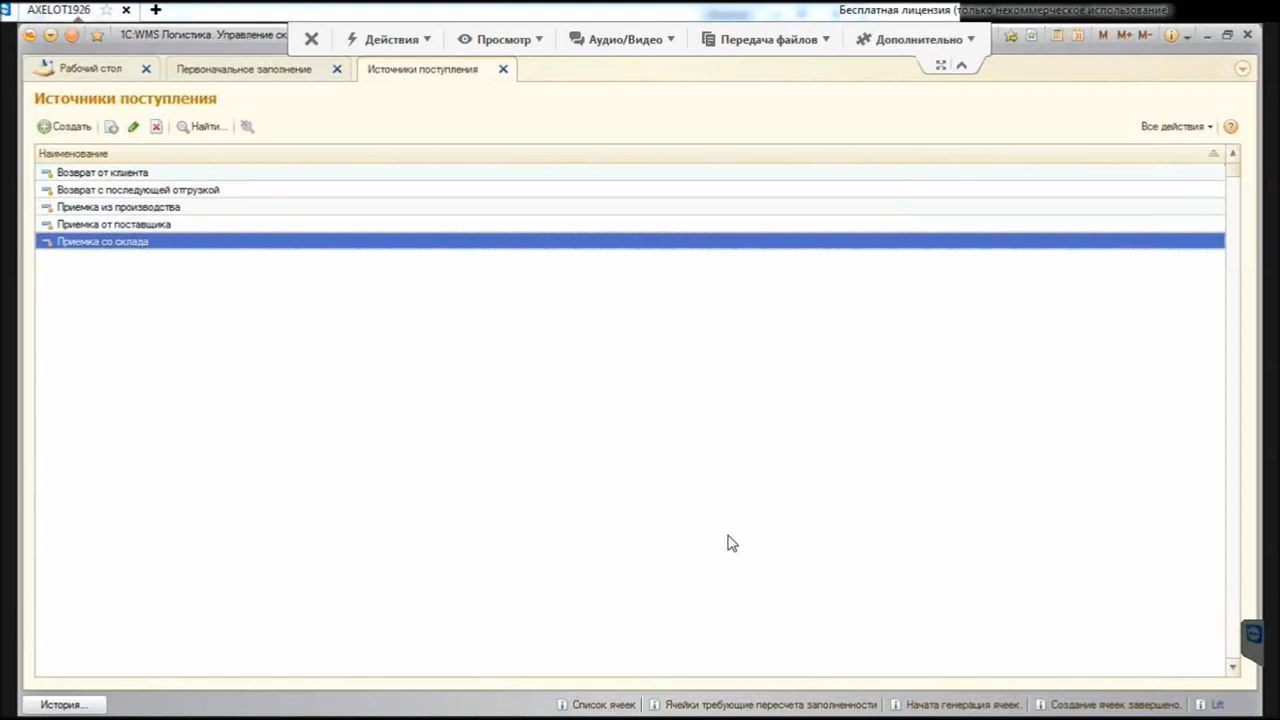 AXELOT1926
Бесплатная лицензия (только некоммерческое использование)
1С:WMS Логистика. Управление ск
Действия
Просмотр
Аудио/Видео
Передача файлов
Дополнительно
M M+ M-
Рабочий стол
Первоначальное заполнение
Источники поступления
Источники поступления
Создать
Найти...
Все действия
Наименование
Возврат от клиента
Возврат с последующей отгрузкой
Приемка из производства
Приемка от поставщика
Приемка со склада
История...
Список ячеек
Ячейки требующие пересчета заполненности
Начата генерация ячеек.
Создание ячеек завершено.
Lift